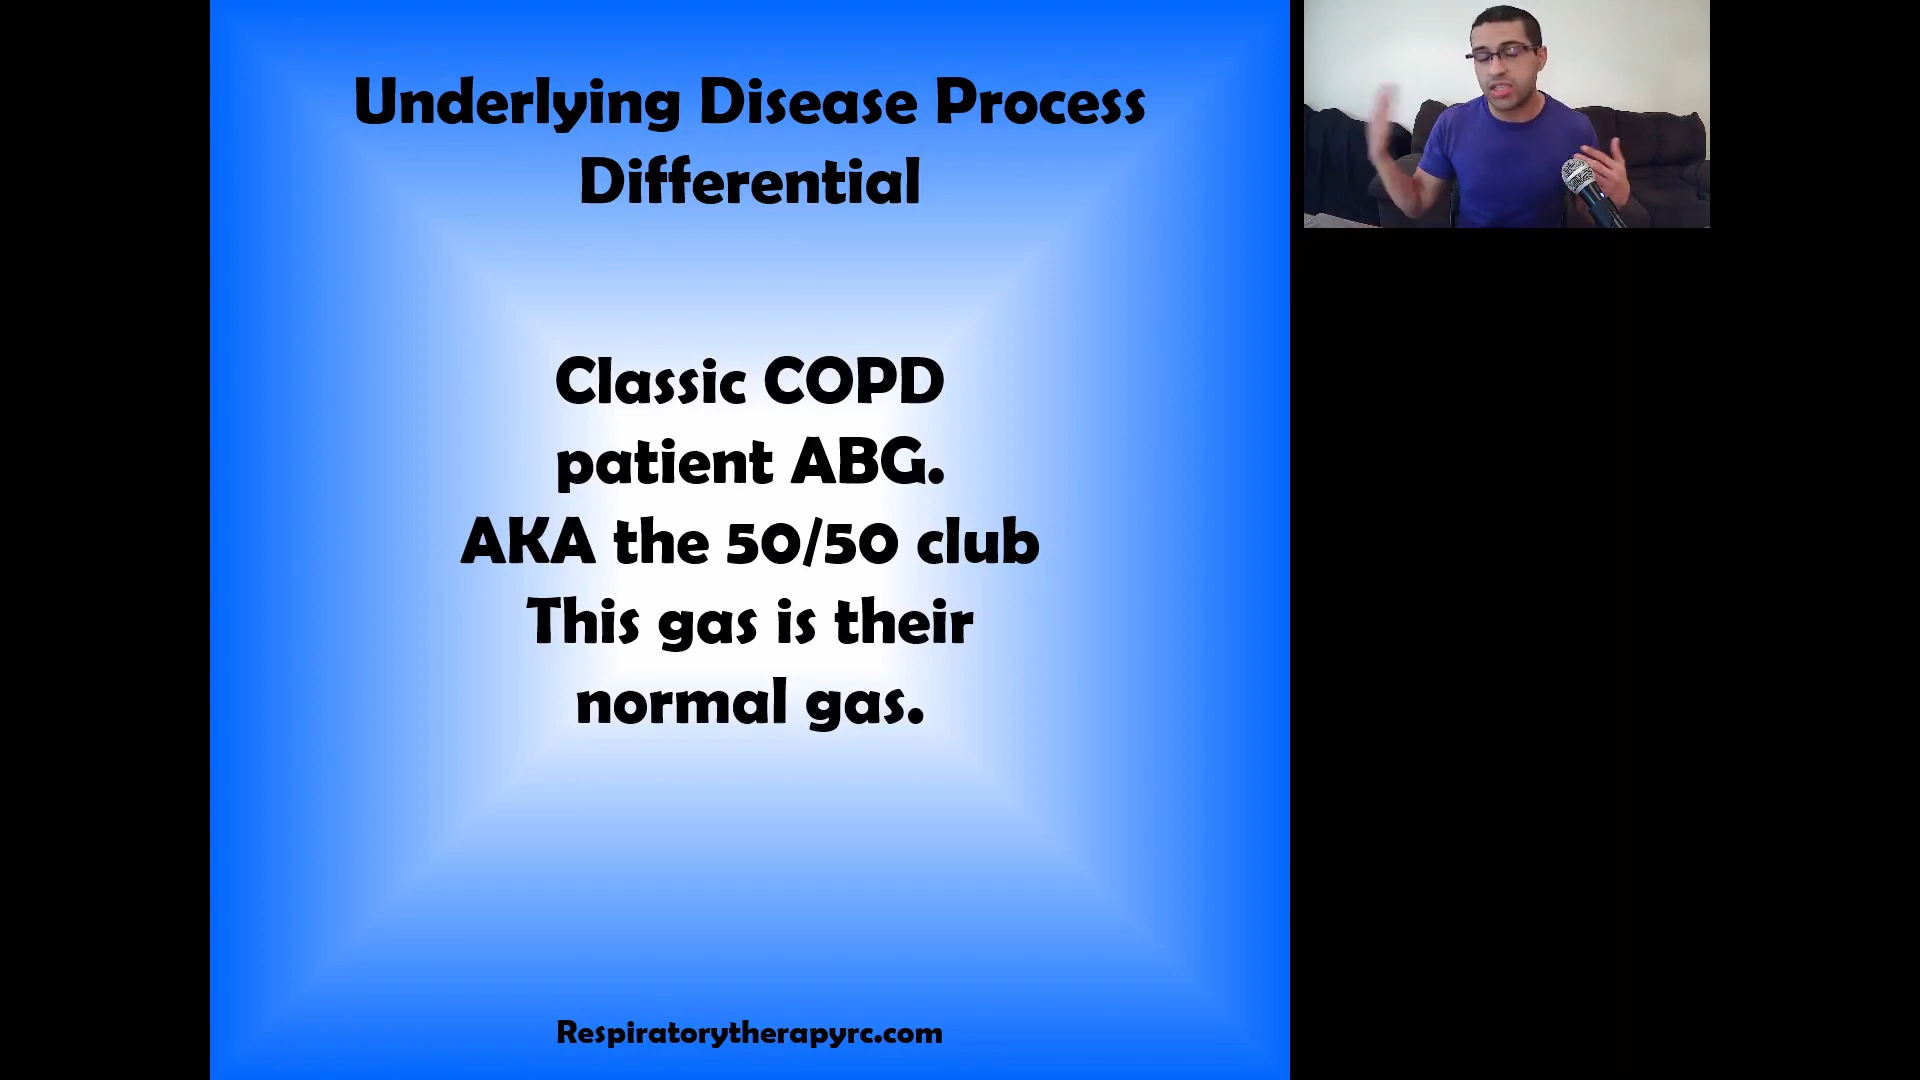 Underlying Disease Process
Differential
Classic COPD
patient ABG.
AKA the 50/50 club
This gas is their
normal gas.
Respiratorytherapyrc.com